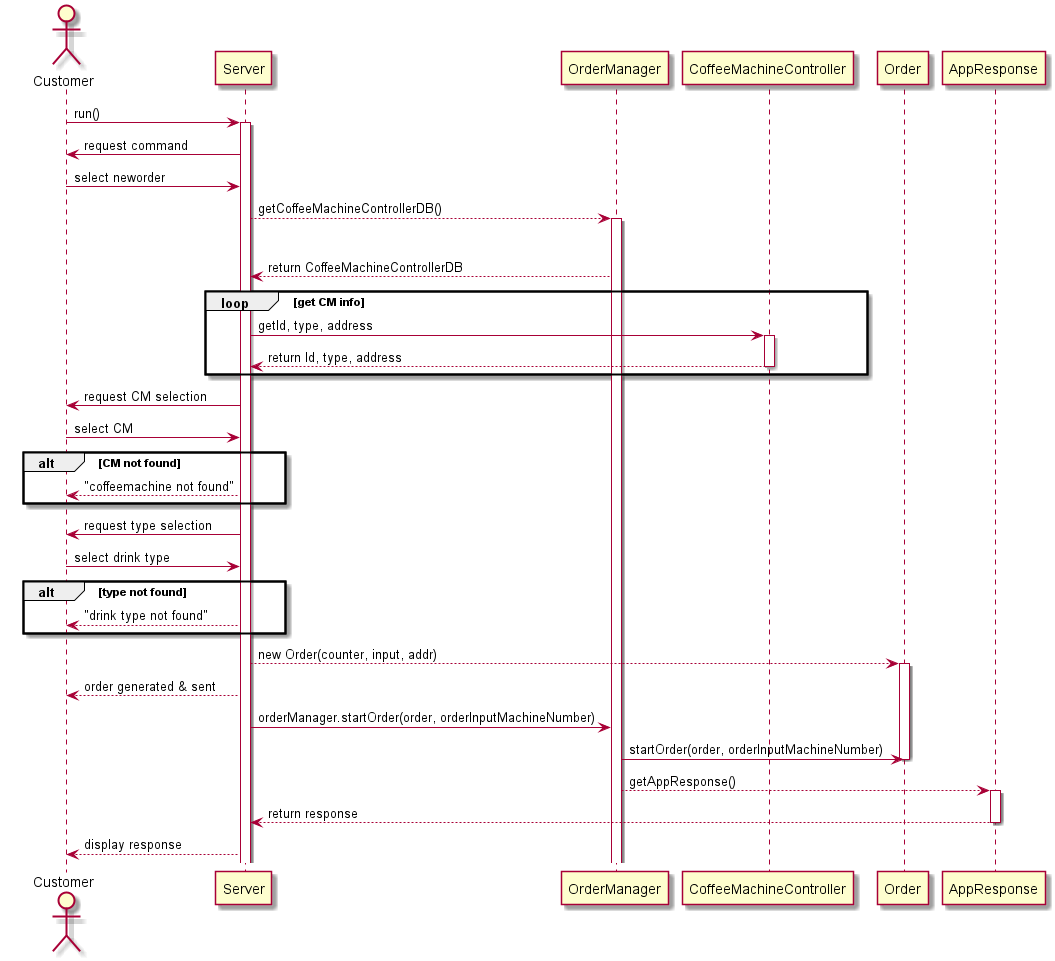 Customer
Server
OrderManager
CoffeeMachineController
Order
AppResponse
run()
request command
select neworder
getCoffeeMachineControllerDB()
return CoffeeMachineControllerDB
loop [get CM info]
getId, type, address
return Id, type, address
request CM selection
select CM
alt [CM not found]
"coffeemachine not found"
request type selection
select drink type
alt [type not found]
"drink type not found"
new Order(counter, input, addr)
order generated & sent
orderManager.startOrder(order, orderInputMachineNumber)
startOrder(order, orderInputMachineNumber)
getAppResponse()
return response
display response
Customer
Server
OrderManager
CoffeeMachineController
Order
AppResponse